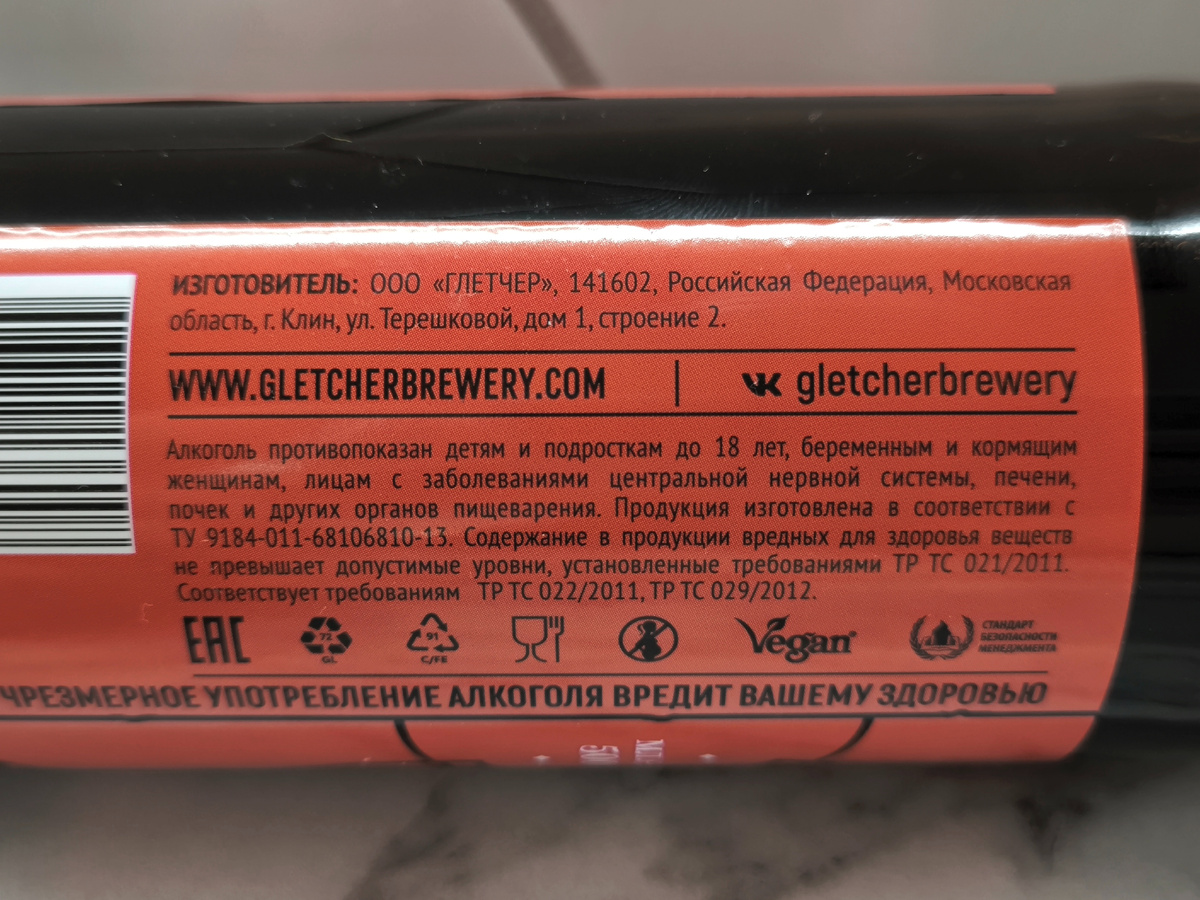 ИЗГОТОВИТЕЛЬ: ООО «ГЛЕТЧЕР», 141602, Российская Федерация, Московская
область, г. Клин, ул. Терешковой, дом 1, строение 2.
WWW.GLETCHERBREWERY.COM | gletcherbrewery
Алкоголь противопоказан детям и подросткам до 18 лет, беременным и кормящим
женщинам, лицам с заболеваниями центральной нервной системы, печени,
почек и других органов пищеварения. Продукция изготовлена в соответствии с
ТУ 9184-011-68106810-13. Содержание в продукции вредных для здоровья веществ
не превышает допустимые уровни, установленные требованиями ТР ТС 021/2011.
Соответствует требованиям ТР ТС 022/2011, ТР ТС 029/2012.
EAC 72 GL 91 C/FE Vegan СТАНДАРТ
БЕЗОПАСНОСТИ
МЕНЕДЖМЕНТА
ЧРЕЗМЕРНОЕ УПОТРЕБЛЕНИЕ АЛКОГОЛЯ ВРЕДИТ ВАШЕМУ ЗДОРОВЬЮ